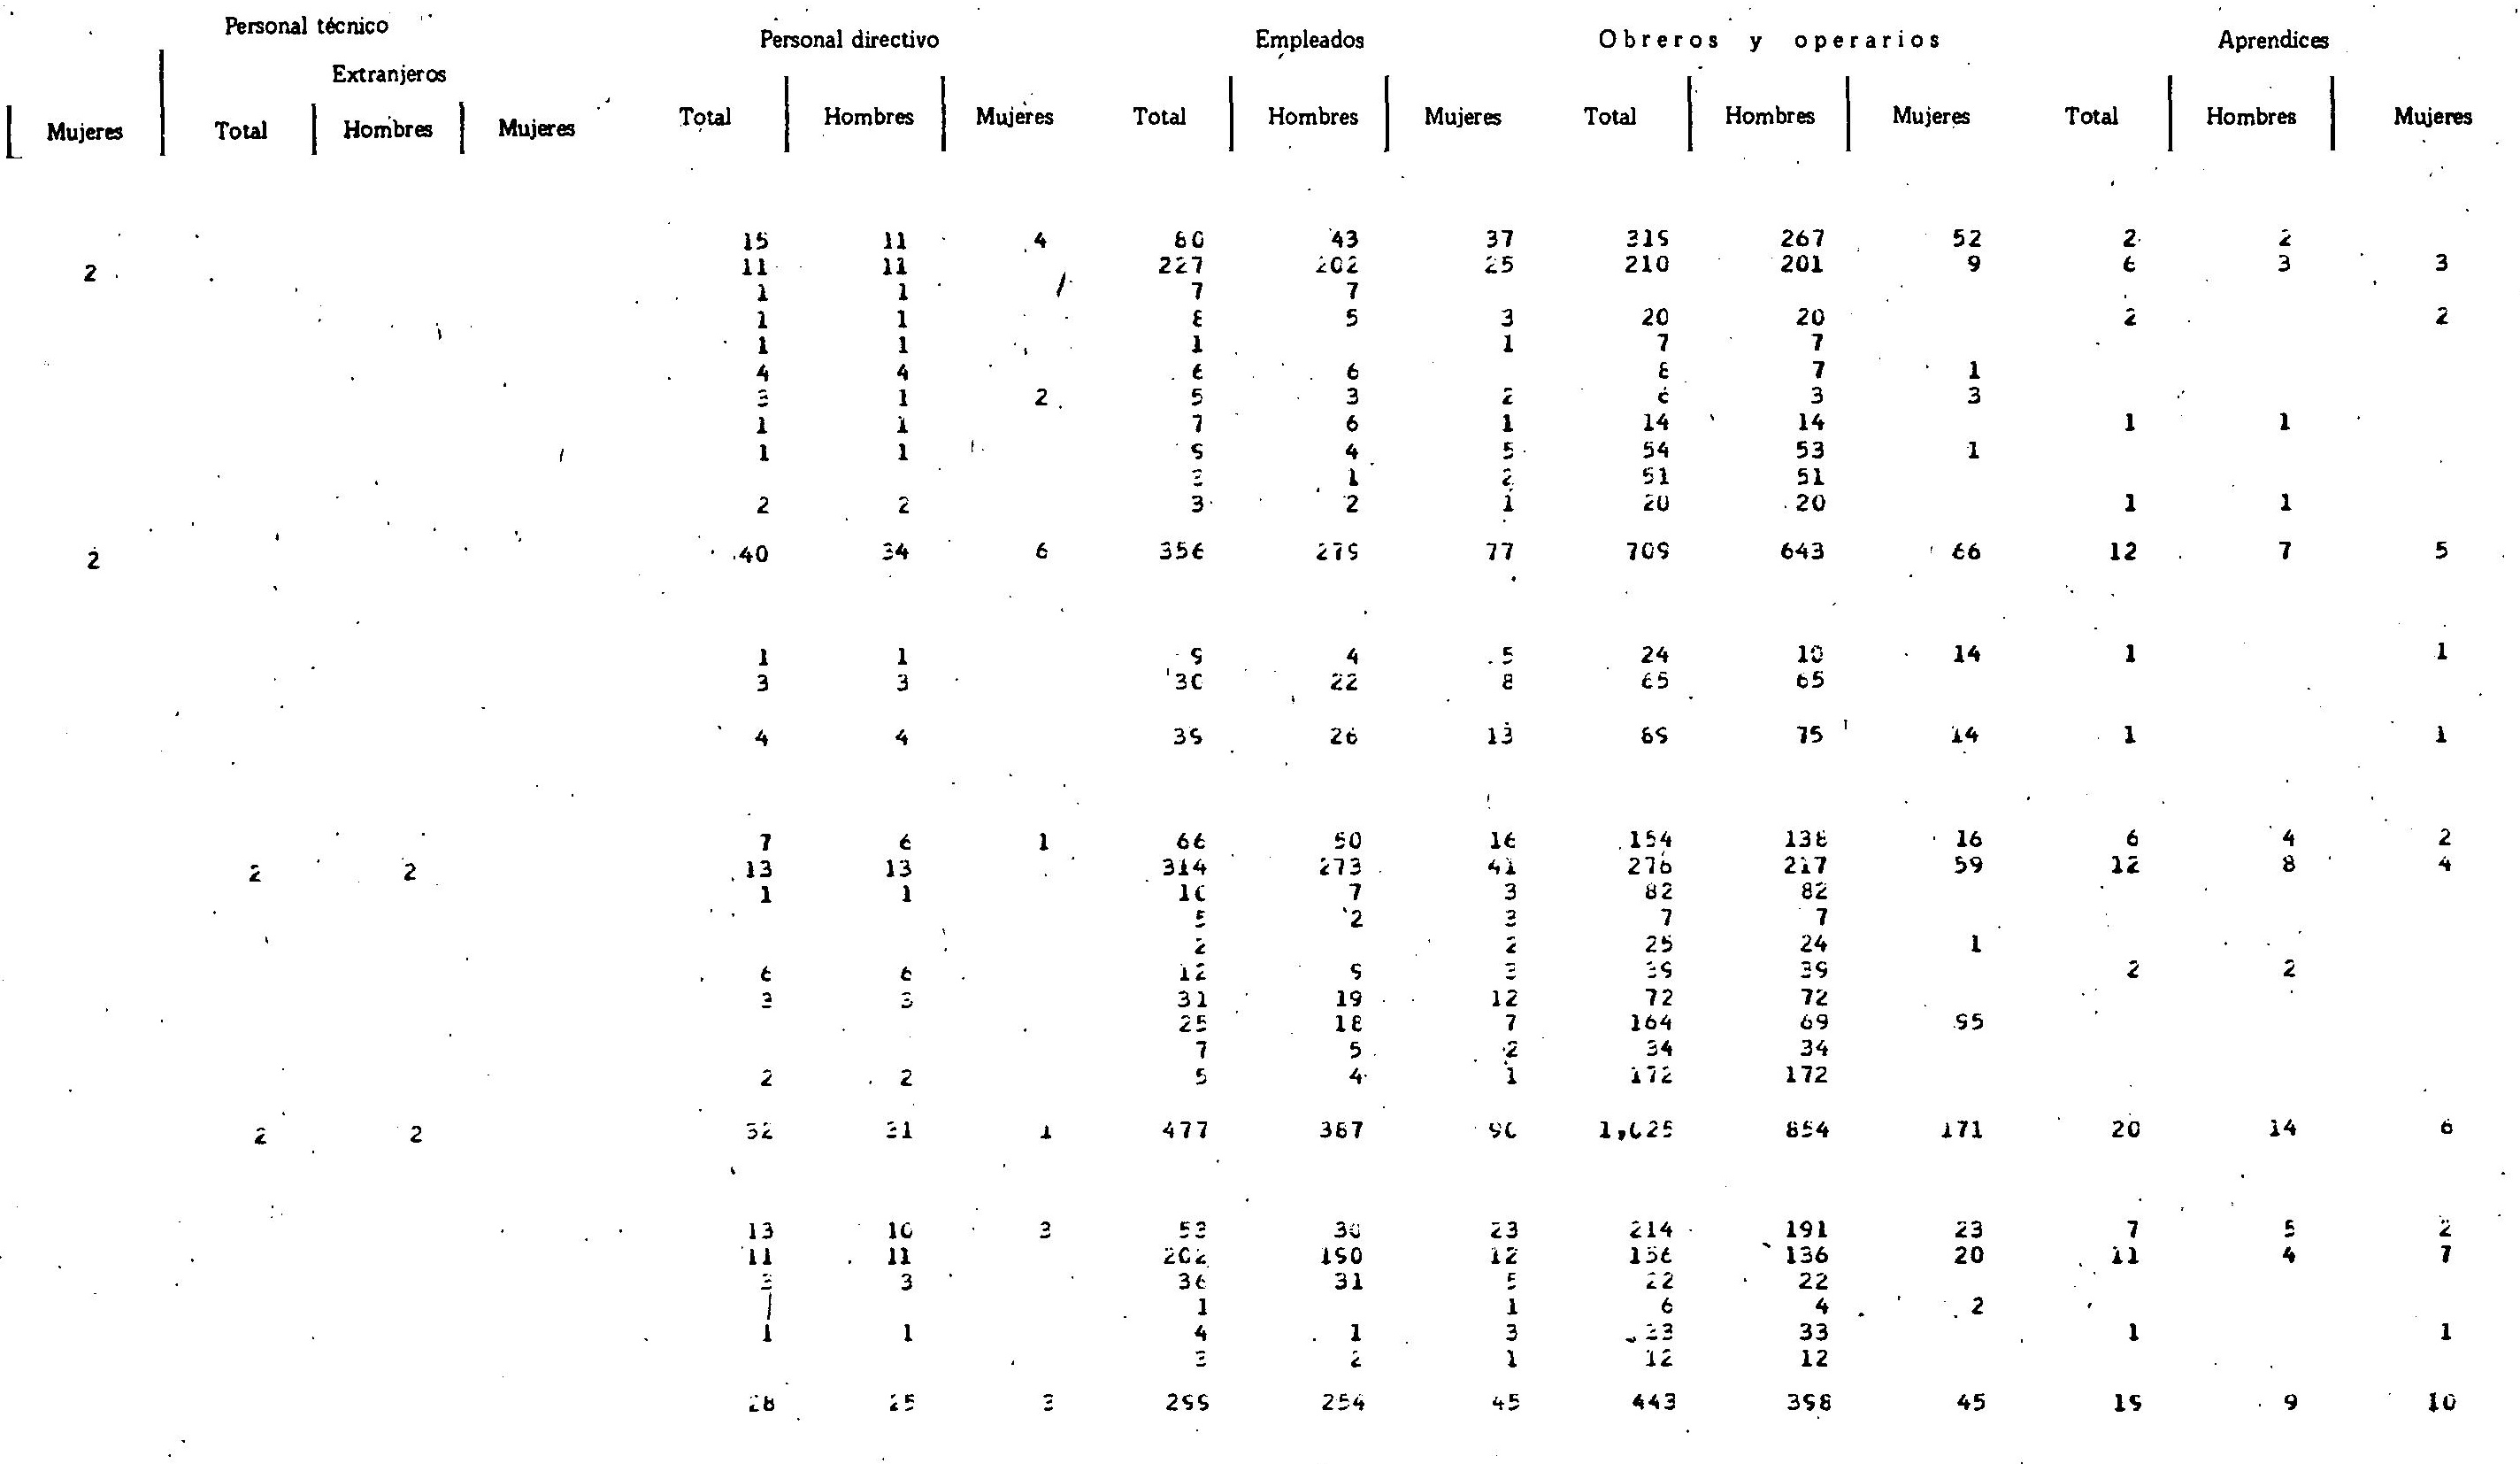 Personal técnico Personal directivo Empleados Obreros y operarios Aprendices
Extranjeros
Mujeres Total Hombres Mujeres Total Hombres Mujeres Total Hombres Mujeres Total Hombres Mujeres Total Hombres Mujeres
15 11 4 80 43 37 319 267 52 2 2
2 11 11 227 202 25 210 201 9 6 3 3
1 1 7 7
1 1 8 5 3 20 20 2 2
1 1 1 1 7 7
4 4 6 6 8 7 1
3 1 2 5 3 2 6 3 3
1 1 7 6 1 14 14 1 1
1 1 9 4 5 54 53 1
3 1 2 51 51
2 2 3 2 1 20 20 1 1
2 40 34 6 356 279 77 709 643 66 12 7 5
1 1 9 4 5 24 10 14 1 1
3 3 30 22 8 65 65
4 4 39 26 13 89 75 14 1 1
7 6 1 66 50 16 154 138 16 6 4 2
2 2 13 13 314 273 41 276 217 59 12 8 4
1 1 10 7 3 82 82
5 2 3 7 7
2 2 25 24 1
6 6 12 9 3 39 39 2 2
3 3 31 19 12 72 72
25 18 7 164 69 95
7 5 2 34 34
2 2 5 4 1 172 172
2 2 32 31 1 477 387 90 1,025 854 171 20 14 6
13 10 3 53 30 23 214 191 23 7 5 2
11 11 202 190 12 156 136 20 11 4 7
3 3 36 31 5 22 22
1 1 6 4 2
1 1 4 1 3 33 33 1 1
3 2 1 12 12
28 25 3 299 254 45 443 398 45 19 9 10